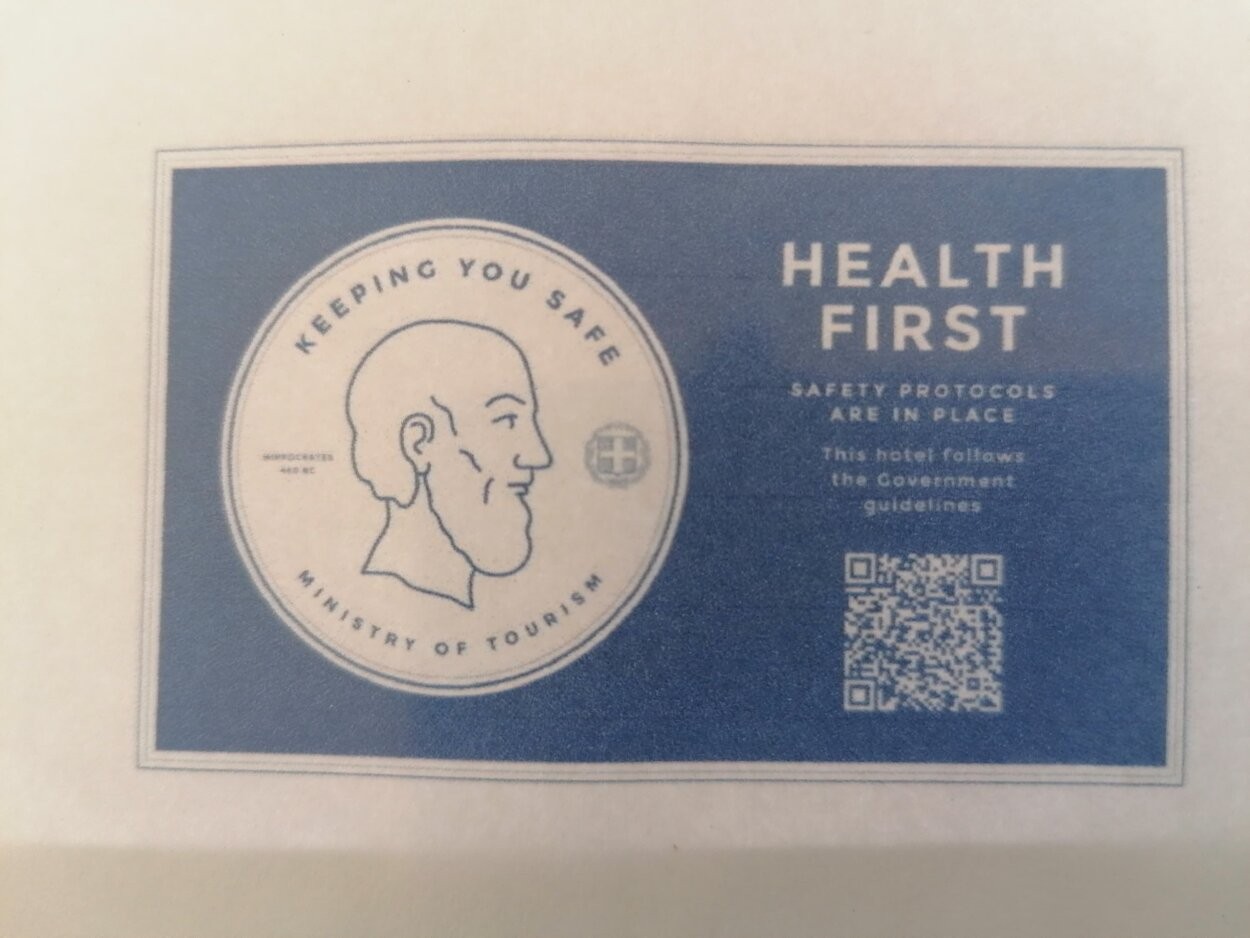 KEEPING YOU SAFE
HIPPOCRATES
460 BC
MINISTRY OF TOURISM
HEALTH
FIRST
SAFETY PROTOCOLS
ARE IN PLACE
This hotel follows
the Government
guidelines